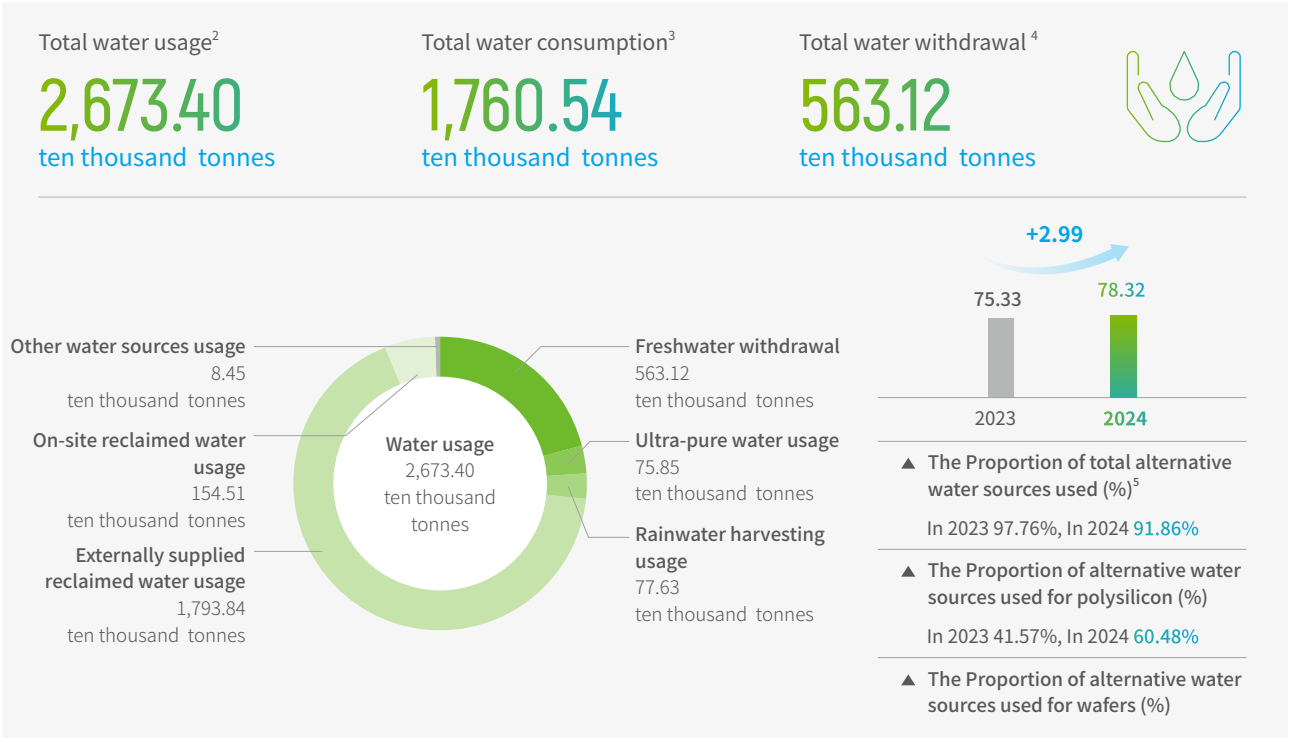 Total water usage2
2,673.40
ten thousand tonnes
Total water consumption3
1,760.54
ten thousand tonnes
Total water withdrawal 4
563.12
ten thousand tonnes
Other water sources usage
8.45
ten thousand tonnes
On-site reclaimed water
usage
154.51
ten thousand tonnes
Externally supplied
reclaimed water usage
1,793.84
ten thousand tonnes
Water usage
2,673.40
ten thousand
tonnes
Freshwater withdrawal
563.12
ten thousand tonnes
Ultra-pure water usage
75.85
ten thousand tonnes
Rainwater harvesting
usage
77.63
ten thousand tonnes
+2.99
75.33
78.32
2023
2024
▲ The Proportion of total alternative
water sources used (%)5
In 2023 97.76%, In 2024 91.86%
▲ The Proportion of alternative water
sources used for polysilicon (%)
In 2023 41.57%, In 2024 60.48%
▲ The Proportion of alternative water
sources used for wafers (%)